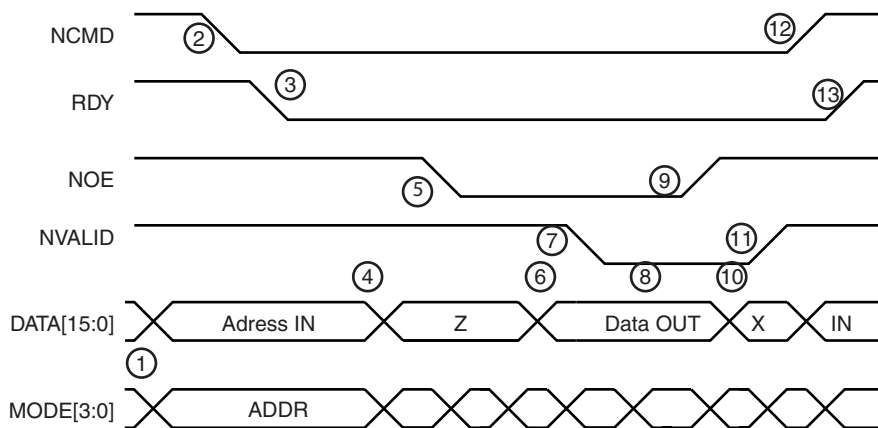 NCMD
2
12
RDY
3
13
NOE
5
9
NVALID
7
11
4
6
8
10
DATA[15:0]
Adress IN
Z
Data OUT
X
IN
1
MODE[3:0]
ADDR